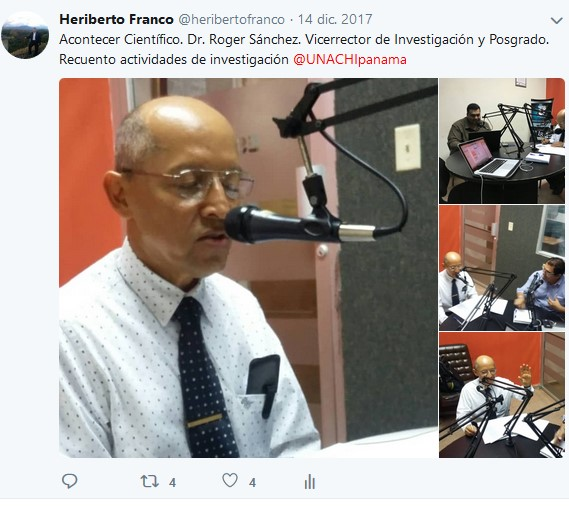 Heriberto Franco @heribertofranco · 14 dic. 2017
Acontecer Científico. Dr. Roger Sánchez. Vicerrector de Investigación y Posgrado.
Recuento actividades de investigación @UNACHIpanama
4 4